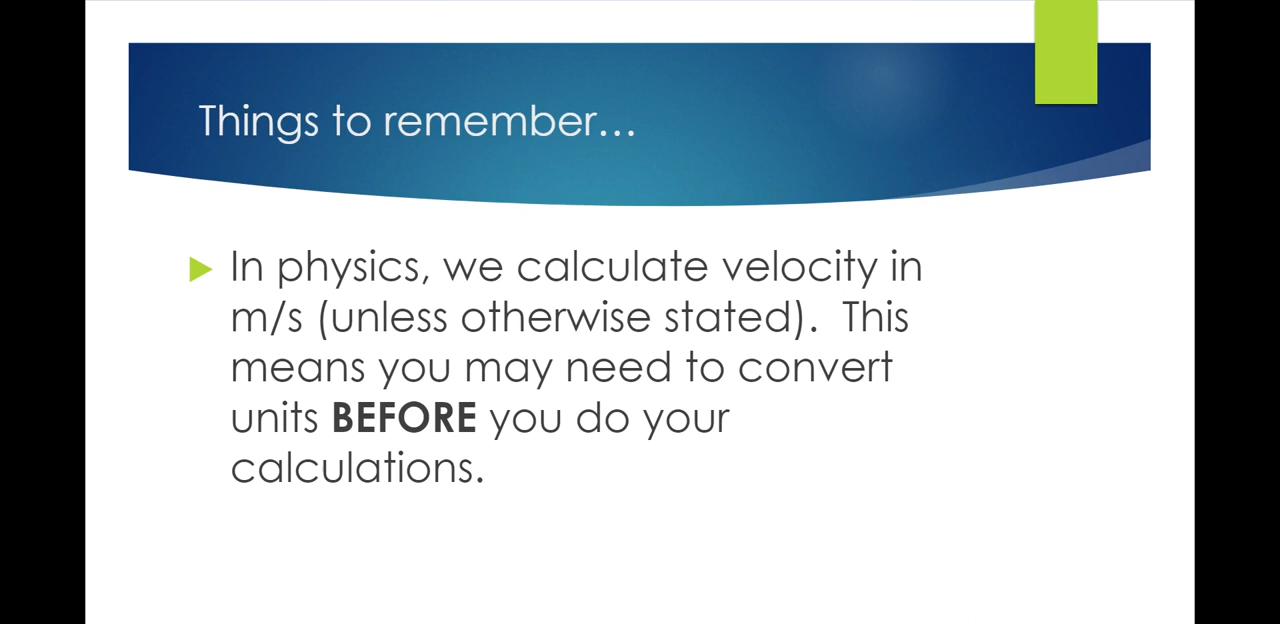 Things to remember…
In physics, we calculate velocity in
m/s (unless otherwise stated).  This
means you may need to convert
units BEFORE you do your
calculations.